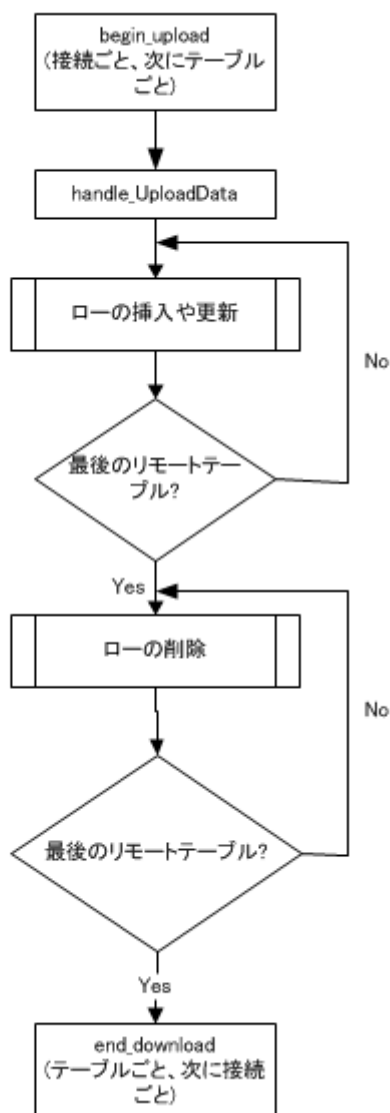 begin_upload
(接続ごと、次にテーブル
ごと)
handle_UploadData
ローの挿入や更新
No
最後のリモートテー
ブル?
Yes
ローの削除
No
最後のリモートテーブル?
Yes
end_download
(テーブルごと、次に接続
ごと)